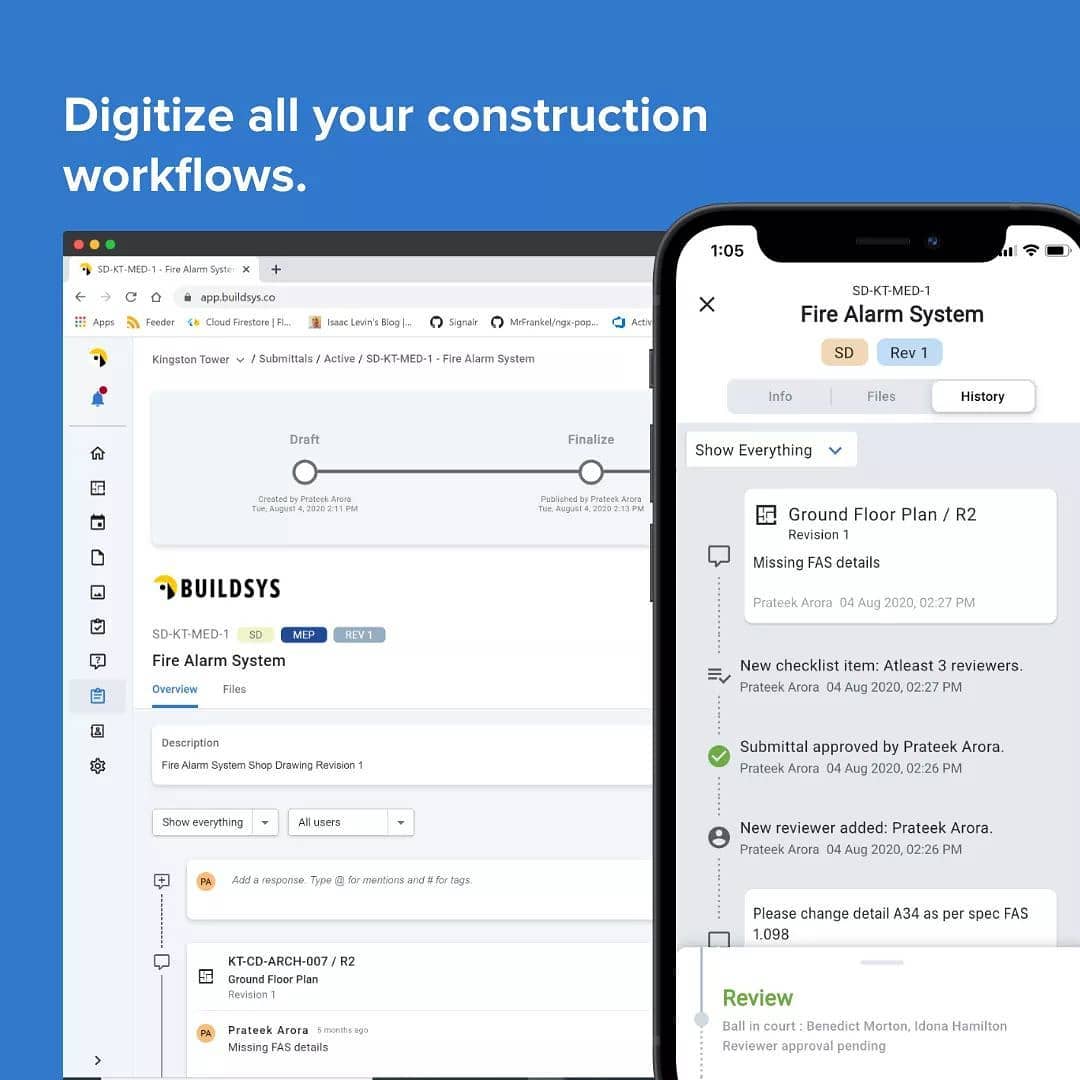 Digitize all your construction
workflows.
SD-KT-MED-1 - Fire Alarm Syste
app.buildsys.co
Apps
Feeder
Cloud Firestore | Fi...
Isaac Levin's Blog |...
Signalr
MrFrankel/ngx-pop...
Activ
Kingston Tower / Submittals / Active / SD-KT-MED-1 - Fire Alarm System
Draft
Finalize
Created by Prateek Arora
Tue, August 4, 2020 2:11 PM
Published by Prateek Arora
Tue, August 4, 2020 2:13 PM
BUILDSYS
SD-KT-MED-1 SD MEP REV 1
Fire Alarm System
Overview Files
Description
Fire Alarm System Shop Drawing Revision 1
Show everything
All users
PA
Add a response. Type @ for mentions and # for tags.
KT-CD-ARCH-007 / R2
Ground Floor Plan
Revision 1
PA
Prateek Arora 5 months ago
Missing FAS details
1:05
SD-KT-MED-1
Fire Alarm System
SD Rev 1
Info Files History
Show Everything
Ground Floor Plan / R2
Revision 1
Missing FAS details
Prateek Arora 04 Aug 2020, 02:27 PM
New checklist item: Atleast 3 reviewers.
Prateek Arora 04 Aug 2020, 02:27 PM
Submittal approved by Prateek Arora.
Prateek Arora 04 Aug 2020, 02:26 PM
New reviewer added: Prateek Arora.
Prateek Arora 04 Aug 2020, 02:26 PM
Please change detail A34 as per spec FAS
1.098
Review
Ball in court : Benedict Morton, Idona Hamilton
Reviewer approval pending